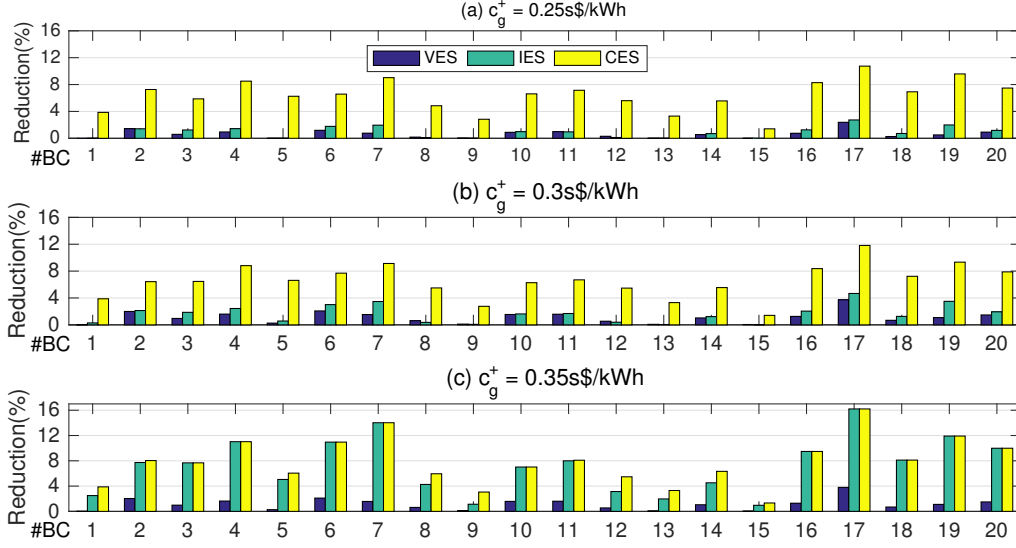 (a) c_g^+ = 0.25s$/kWh
Reduction(%)
16
12
8
4
0
VES IES CES
#BC 1 2 3 4 5 6 7 8 9 10 11 12 13 14 15 16 17 18 19 20
(b) c_g^+ = 0.3s$/kWh
Reduction(%)
16
12
8
4
0
#BC 1 2 3 4 5 6 7 8 9 10 11 12 13 14 15 16 17 18 19 20
(c) c_g^+ = 0.35s$/kWh
Reduction(%)
16
12
8
4
0
#BC 1 2 3 4 5 6 7 8 9 10 11 12 13 14 15 16 17 18 19 20